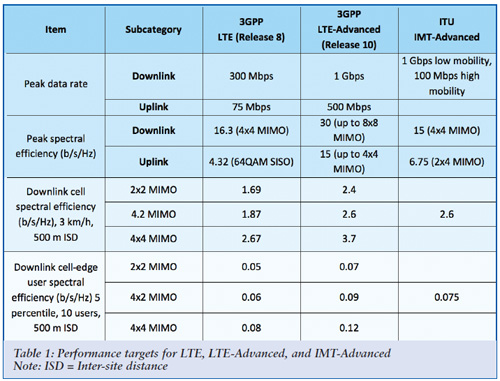 Item Subcategory 3GPP LTE (Release 8) 3GPP LTE-Advanced (Release 10) ITU IMT-Advanced
Peak data rate Downlink 300 Mbps 1 Gbps 1 Gbps low mobility, 100 Mbps high mobility
Uplink 75 Mbps 500 Mbps
Peak spectral efficiency (b/s/Hz) Downlink 16.3 (4x4 MIMO) 30 (up to 8x8 MIMO) 15 (4x4 MIMO)
Uplink 4.32 (64QAM SISO) 15 (up to 4x4 MIMO) 6.75 (2x4 MIMO)
Downlink cell spectral efficiency (b/s/Hz), 3 km/h, 500 m ISD 2x2 MIMO 1.69 2.4
4.2 MIMO 1.87 2.6 2.6
4x4 MIMO 2.67 3.7
Downlink cell-edge user spectral efficiency (b/s/Hz) 5 percentile, 10 users, 500 m ISD 2x2 MIMO 0.05 0.07
4x2 MIMO 0.06 0.09 0.075
4x4 MIMO 0.08 0.12
Table 1: Performance targets for LTE, LTE-Advanced, and IMT-Advanced
Note: ISD = Inter-site distance